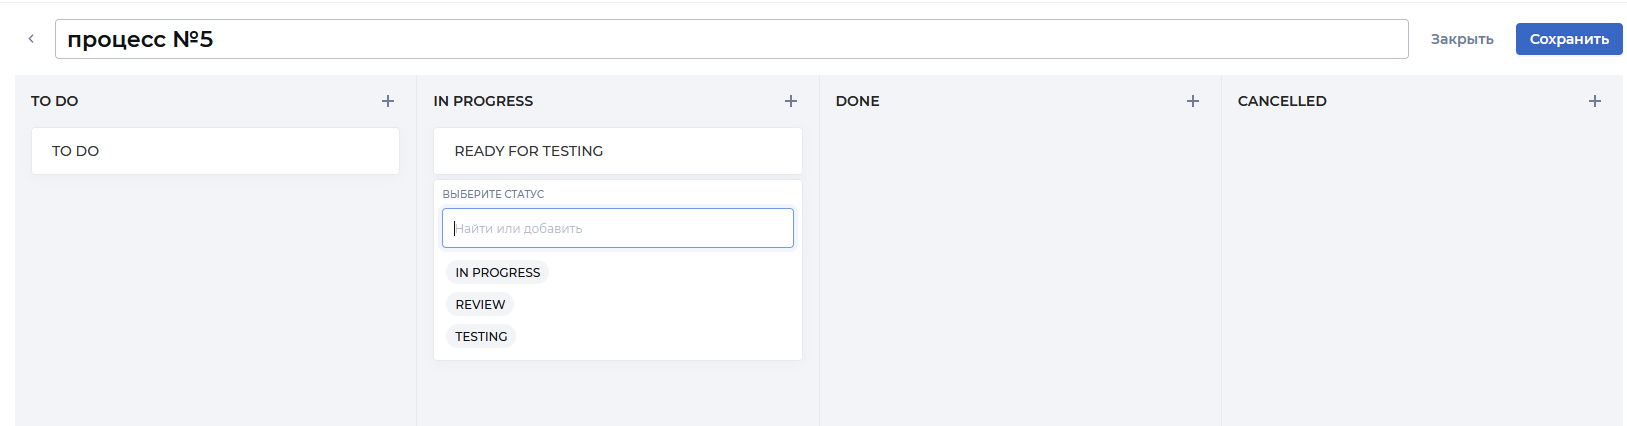 процесс №5
Закрыть
Сохранить
TO DO
IN PROGRESS
DONE
CANCELLED
TO DO
READY FOR TESTING
ВЫБЕРИТЕ СТАТУС
Найти или добавить
IN PROGRESS
REVIEW
TESTING